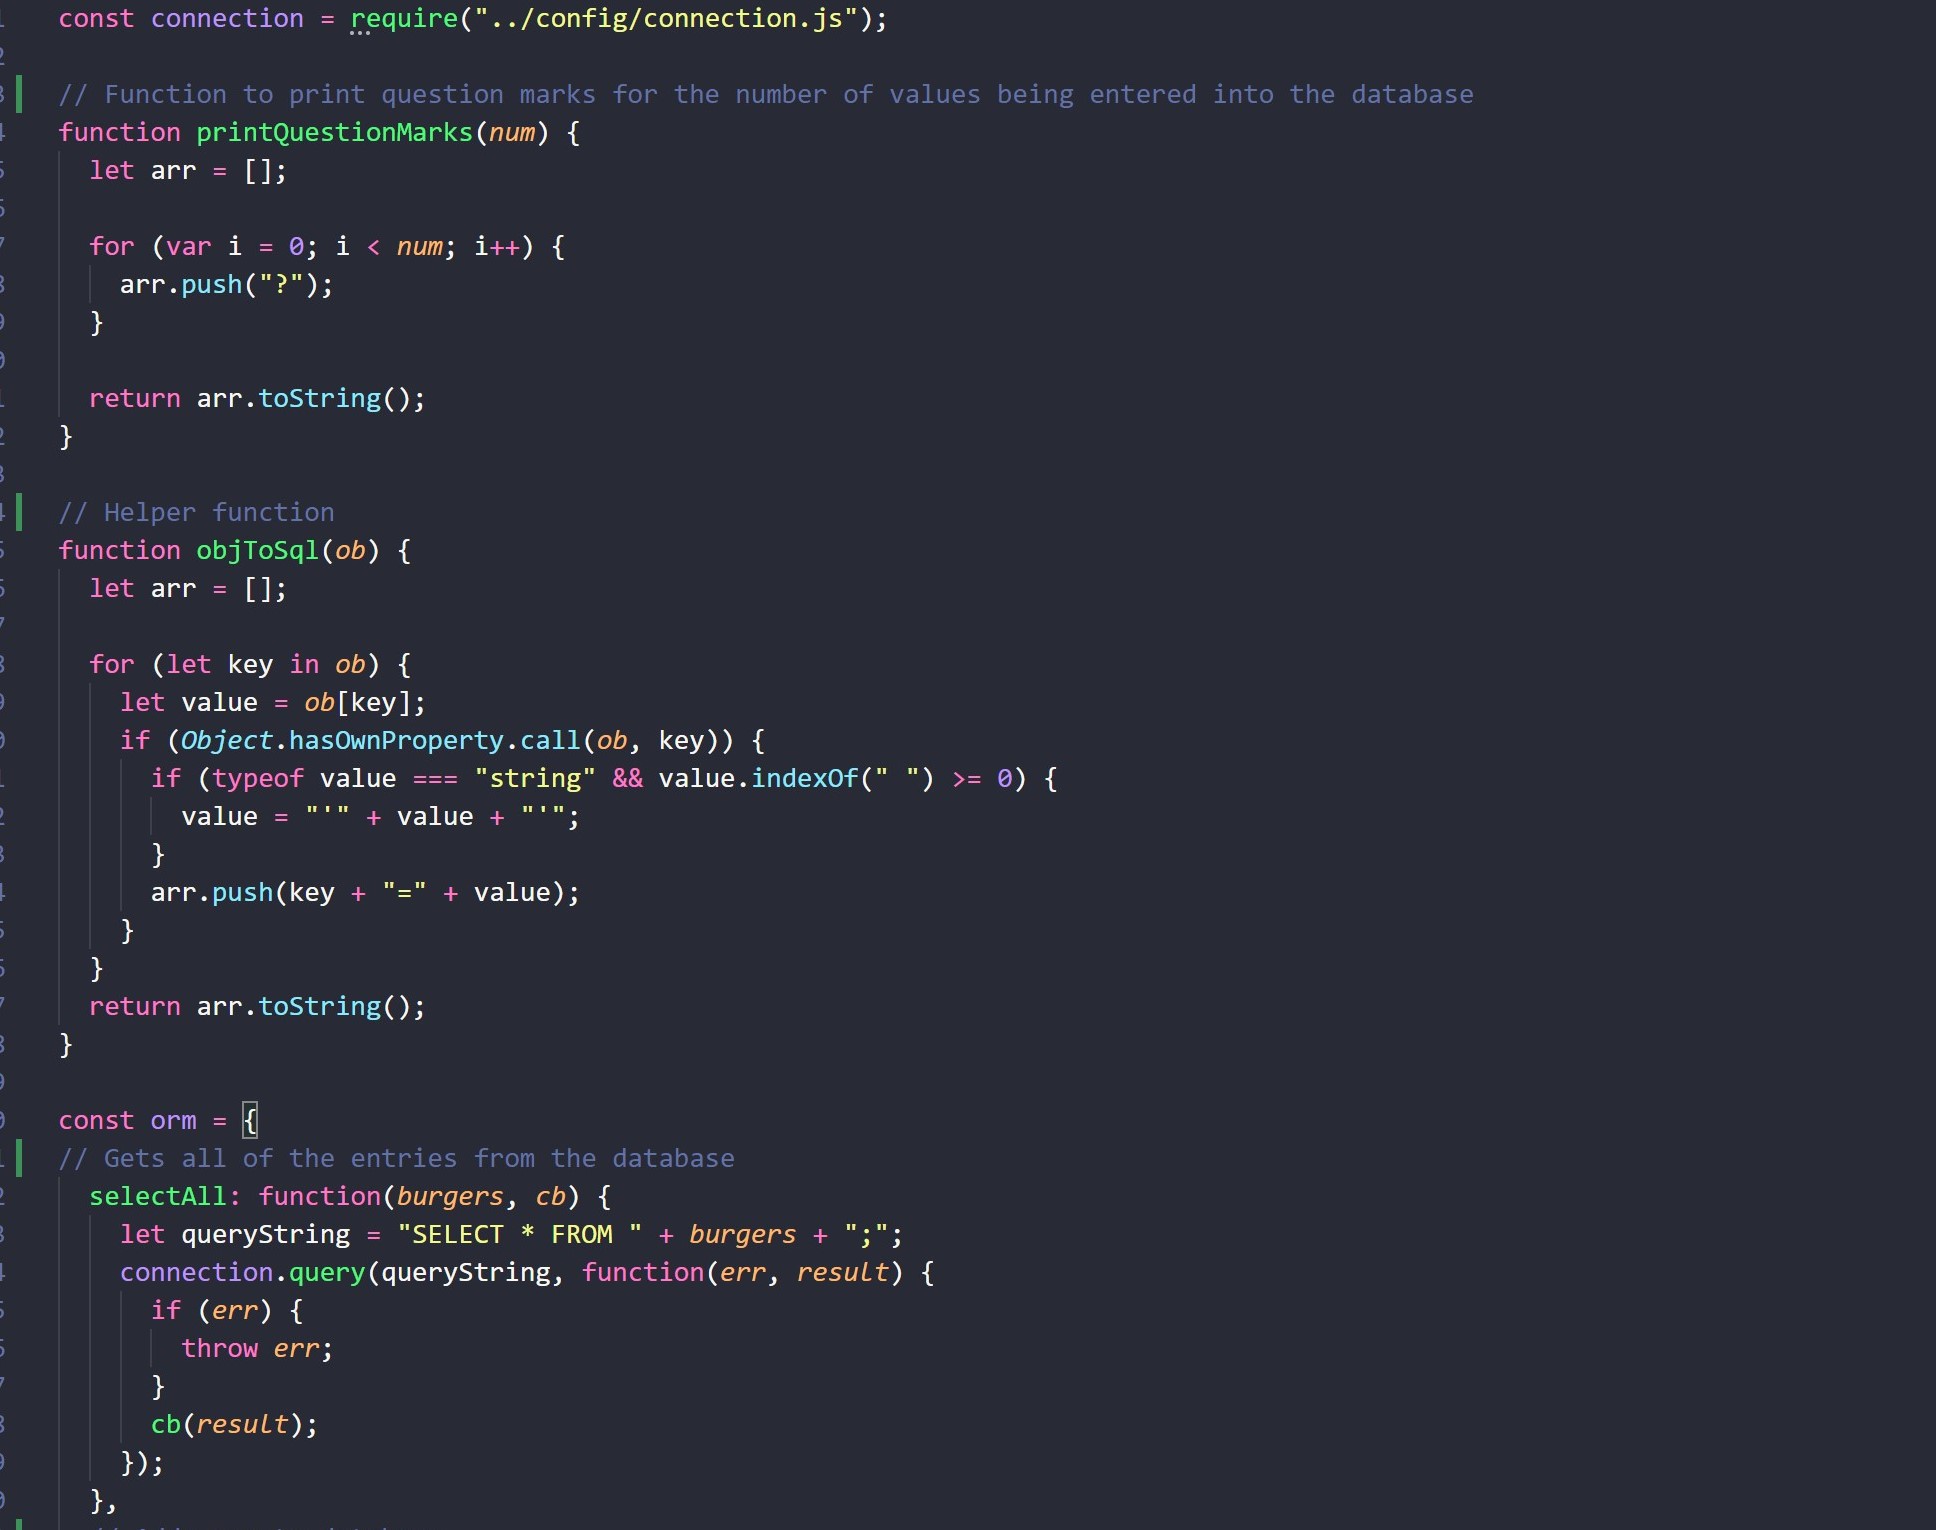 const connection = require("../config/connection.js");
// Function to print question marks for the number of values being entered into the database
function printQuestionMarks(num) {
let arr = [];
for (var i = 0; i < num; i++) {
arr.push("?");
}
return arr.toString();
}
// Helper function
function objToSql(ob) {
let arr = [];
for (let key in ob) {
let value = ob[key];
if (Object.hasOwnProperty.call(ob, key)) {
if (typeof value === "string" && value.indexOf(" ") >= 0) {
value = "'" + value + "'";
}
arr.push(key + "=" + value);
}
}
return arr.toString();
}
const orm = {
// Gets all of the entries from the database
selectAll: function(burgers, cb) {
let queryString = "SELECT * FROM " + burgers + ";";
connection.query(queryString, function(err, result) {
if (err) {
throw err;
}
cb(result);
});
},